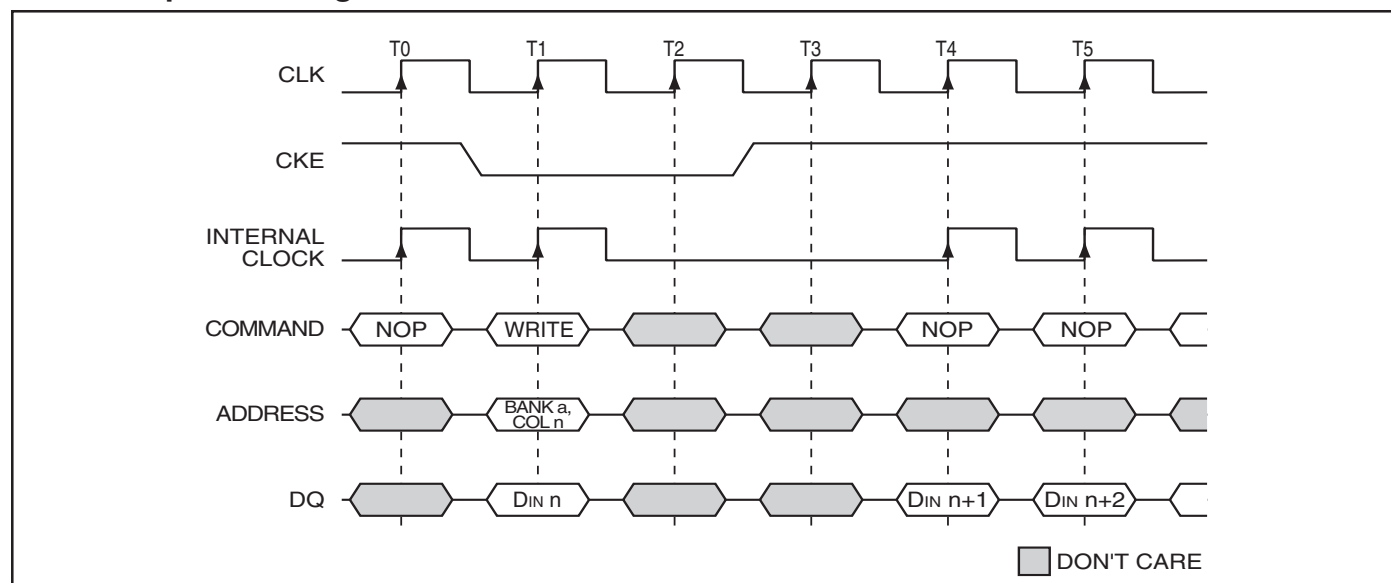 T0 T1 T2 T3 T4 T5
CLK
CKE
INTERNAL
CLOCK
COMMAND NOP WRITE NOP NOP
ADDRESS BANK a,
COL n
DQ DIN n DIN n+1 DIN n+2
DON'T CARE